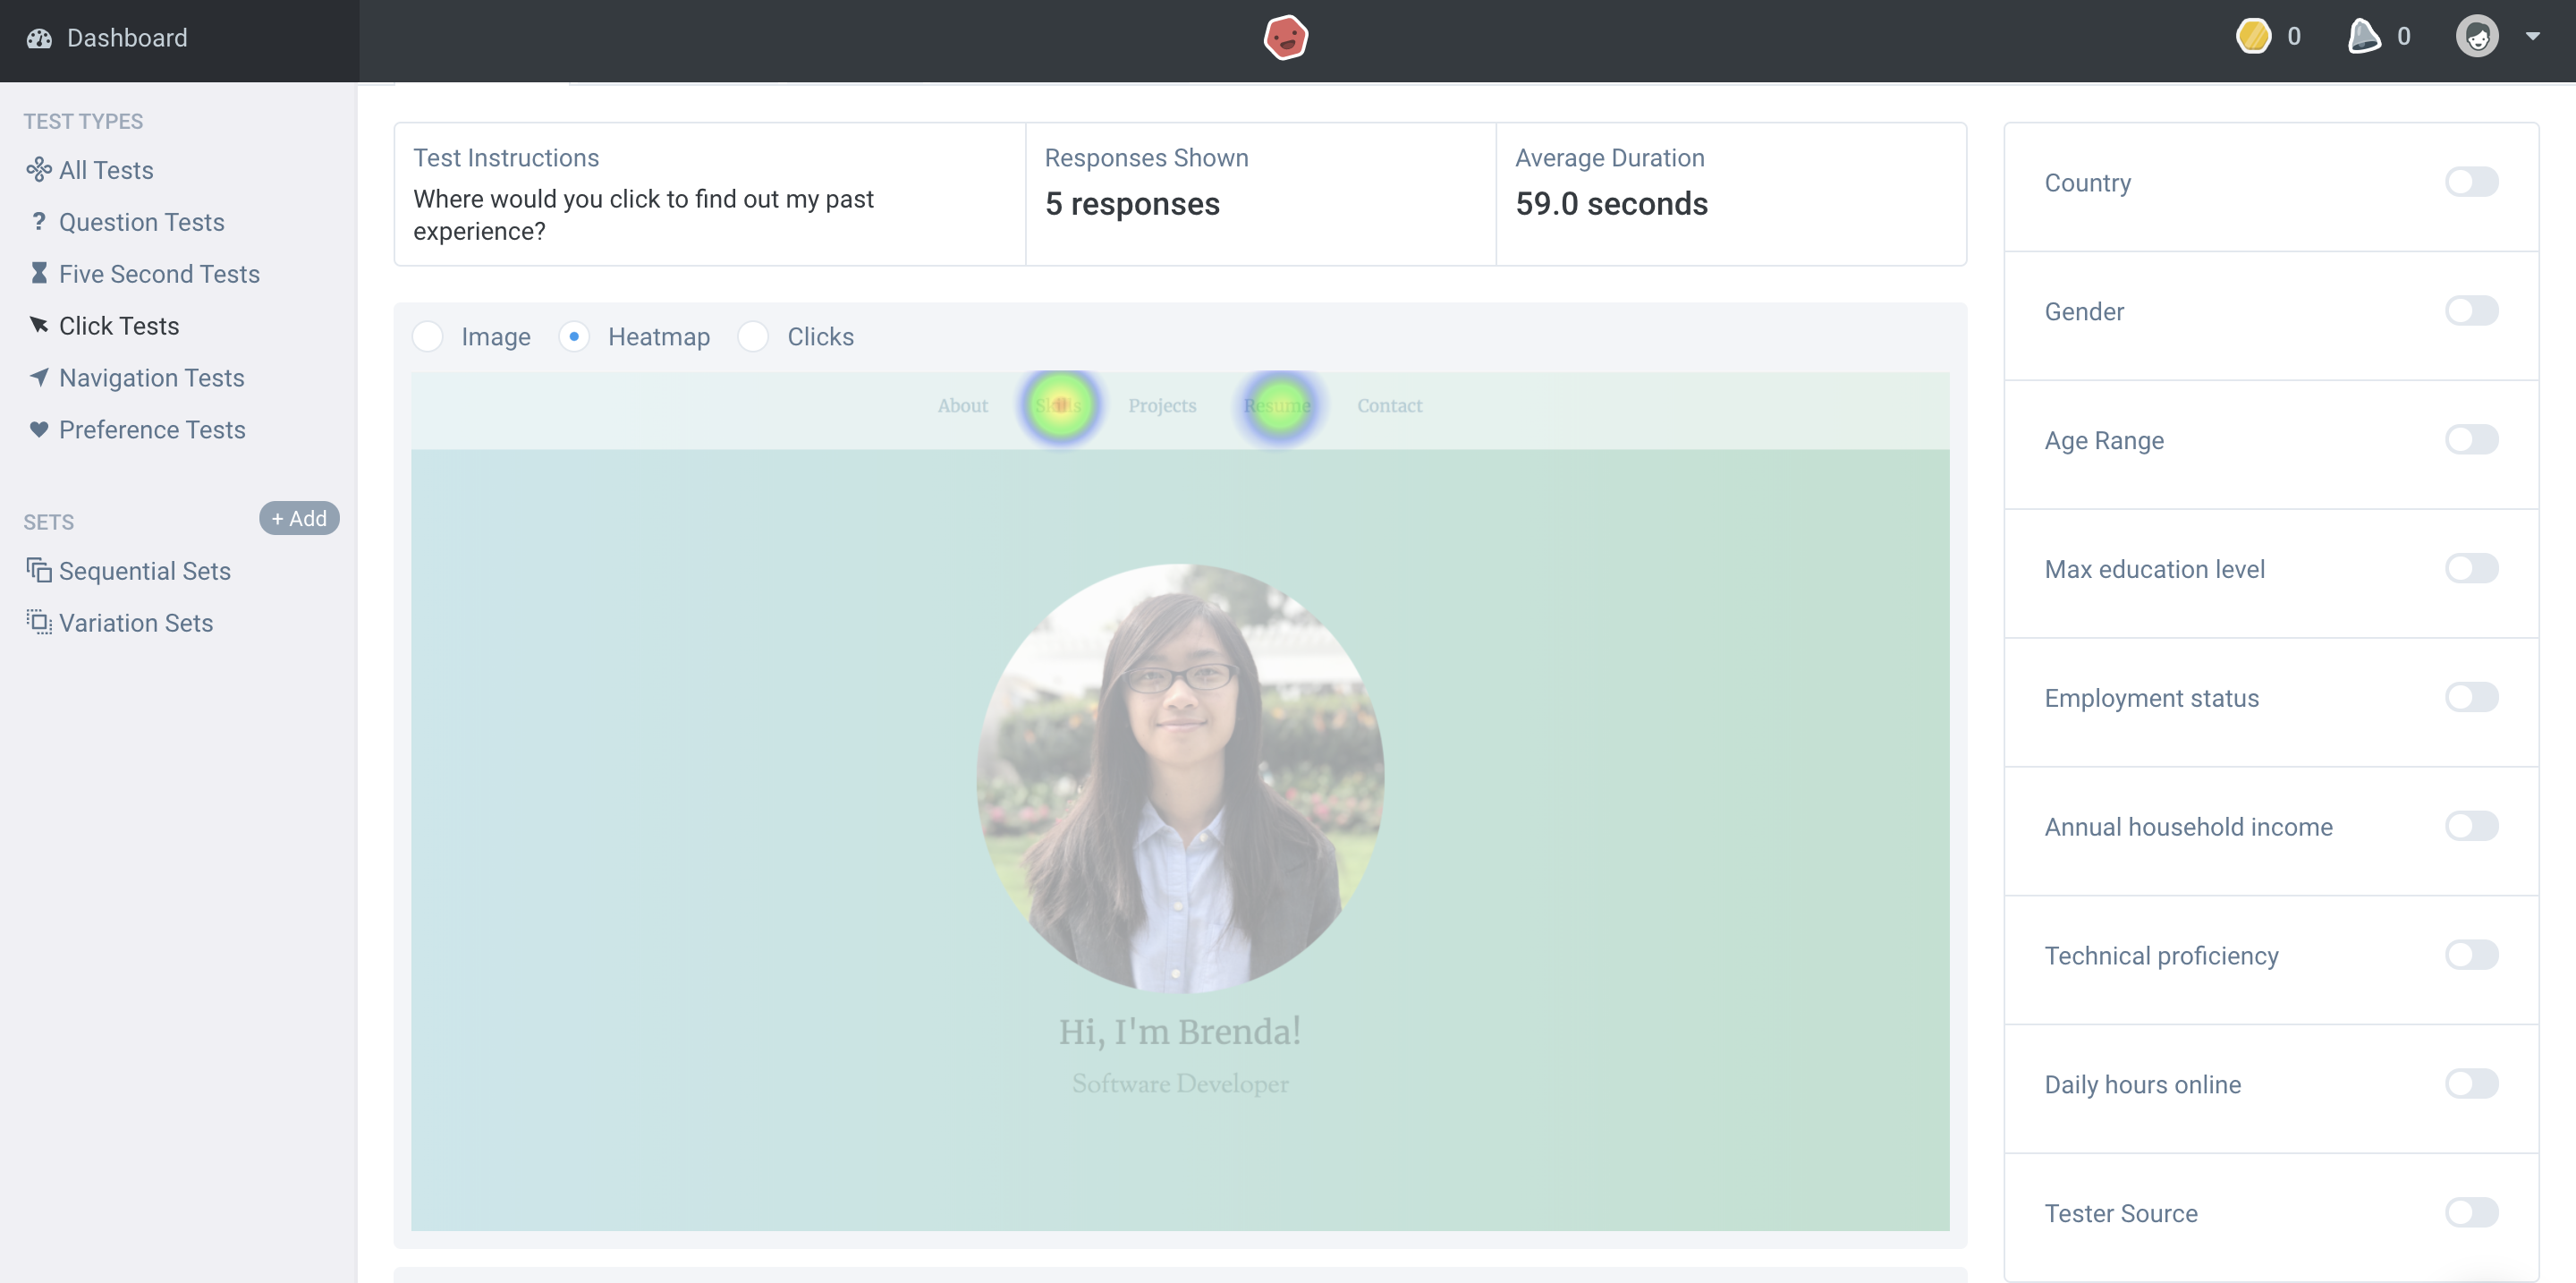 Dashboard
0
0
TEST TYPES
All Tests
Question Tests
Five Second Tests
Click Tests
Navigation Tests
Preference Tests
SETS
+ Add
Sequential Sets
Variation Sets
Test Instructions
Where would you click to find out my past
experience?
Responses Shown
5 responses
Average Duration
59.0 seconds
Image
Heatmap
Clicks
About Skills Projects Resume Contact
Hi, I'm Brenda!
Software Developer
Country
Gender
Age Range
Max education level
Employment status
Annual household income
Technical proficiency
Daily hours online
Tester Source